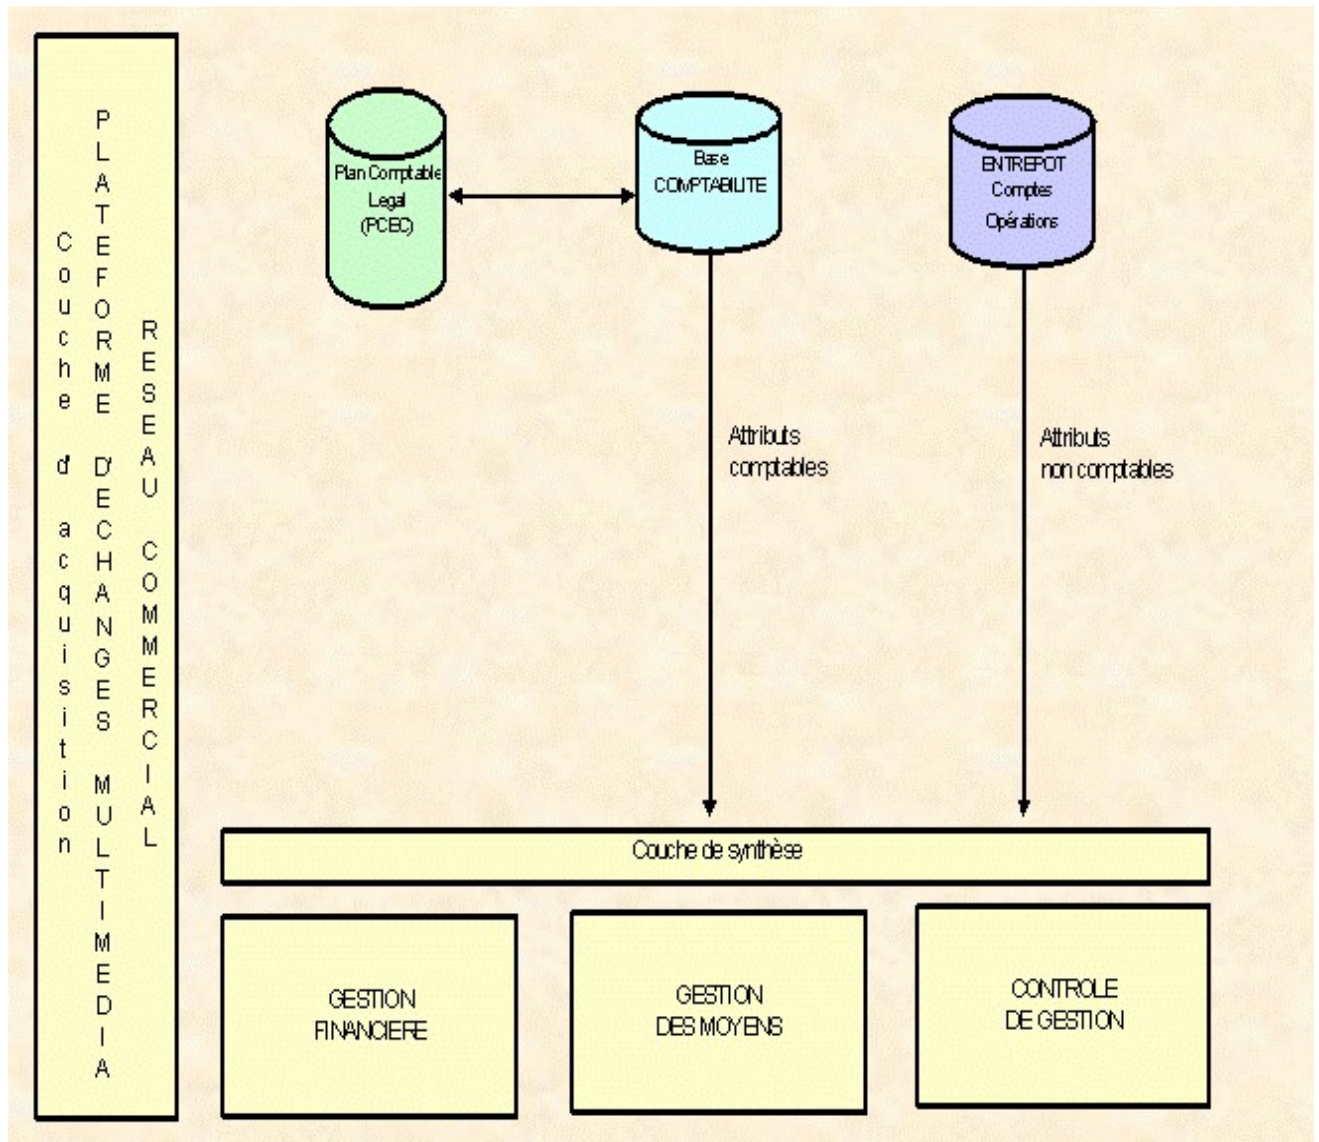 Couche d' acquisition
PLATEFORME D'ECHANGES MULTIMEDIA
RESEAU COMMERCIAL
Plan Comptable
Legal
(PCEC)
Base
COMPTABILITE
ENTREPOT
Comptes
Opérations
Attributs
comptables
Attributs
non comptables
Couche de synthèse
GESTION
FINANCIERE
GESTION
DES MOYENS
CONTROLE
DE GESTION